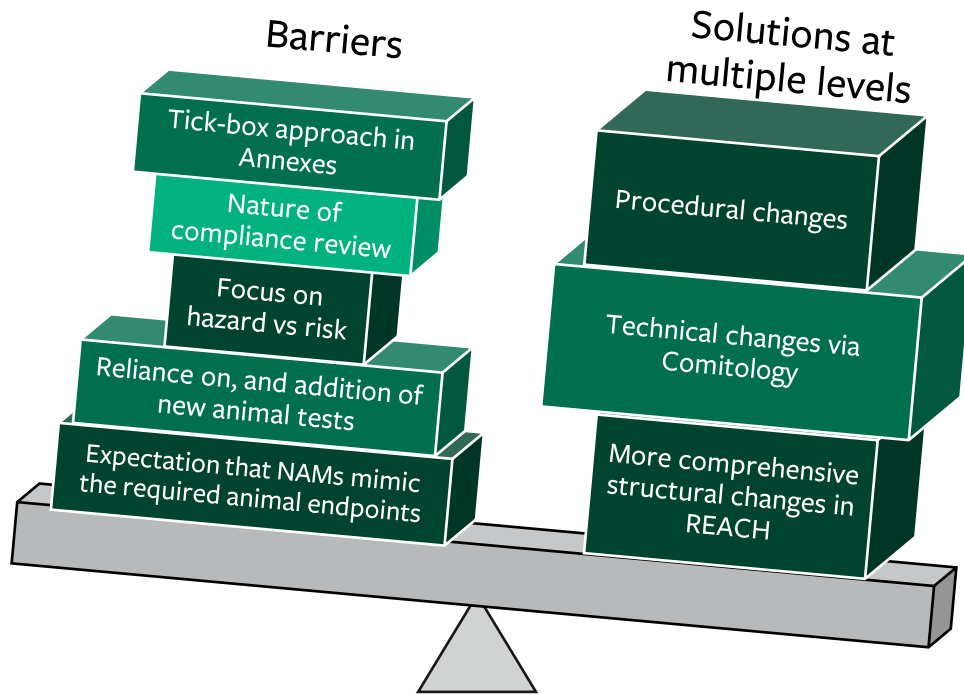 Barriers
Tick-box approach in
Annexes
Nature of
compliance review
Focus on
hazard vs risk
Reliance on, and addition of
new animal tests
Expectation that NAMs mimic
the required animal endpoints
Solutions at
multiple levels
Procedural changes
Technical changes via
Comitology
More comprehensive
structural changes in
REACH